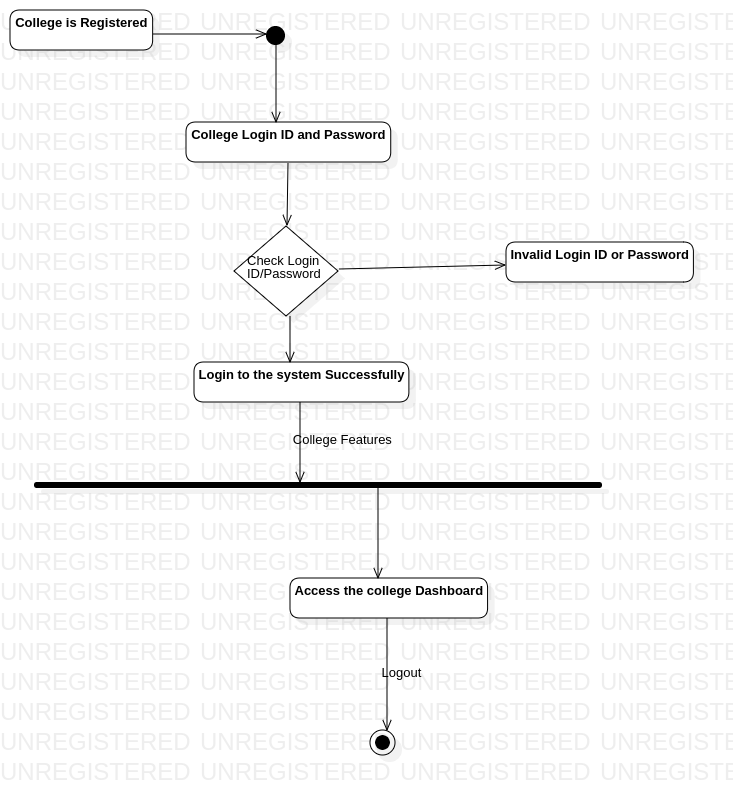 College is Registered
College Login ID and Password
Check Login
ID/Password
Invalid Login ID or Password
Login to the system Successfully
College Features
Access the college Dashboard
Logout
UNREGISTERED